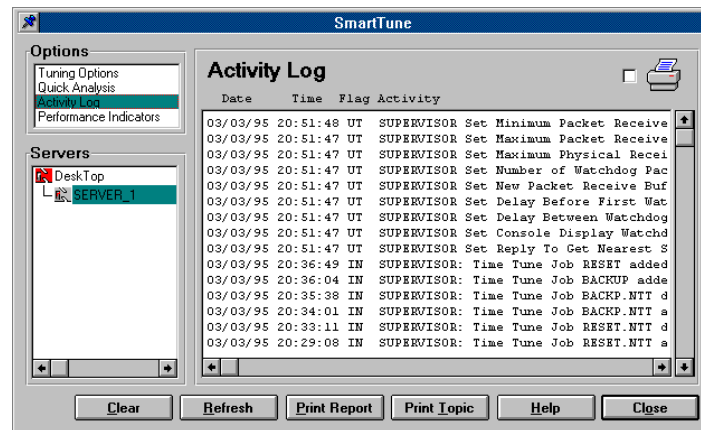 SmartTune
Options
Tuning Options
Quick Analysis
Activity Log
Performance Indicators
Servers
DeskTop
SERVER_1
Activity Log
Date Time Flag Activity
03/03/95 20:51:48 UT SUPERVISOR Set Minimum Packet Receive
03/03/95 20:51:47 UT SUPERVISOR Set Maximum Packet Receive
03/03/95 20:51:47 UT SUPERVISOR Set Maximum Physical Recei
03/03/95 20:51:47 UT SUPERVISOR Set Number of Watchdog Pac
03/03/95 20:51:47 UT SUPERVISOR Set New Packet Receive Buf
03/03/95 20:51:47 UT SUPERVISOR Set Delay Before First Wat
03/03/95 20:51:47 UT SUPERVISOR Set Delay Between Watchdog
03/03/95 20:51:47 UT SUPERVISOR Set Console Display Watchd
03/03/95 20:51:47 UT SUPERVISOR Set Reply To Get Nearest S
03/03/95 20:36:49 IN SUPERVISOR: Time Tune Job RESET added
03/03/95 20:36:04 IN SUPERVISOR: Time Tune Job BACKUP adde
03/03/95 20:35:38 IN SUPERVISOR: Time Tune Job BACKP.NTT d
03/03/95 20:34:01 IN SUPERVISOR: Time Tune Job BACKP.NTT a
03/03/95 20:33:11 IN SUPERVISOR: Time Tune Job RESET.NTT d
03/03/95 20:29:08 IN SUPERVISOR: Time Tune Job RESET.NTT a
Clear Refresh Print Report Print Topic Help Close